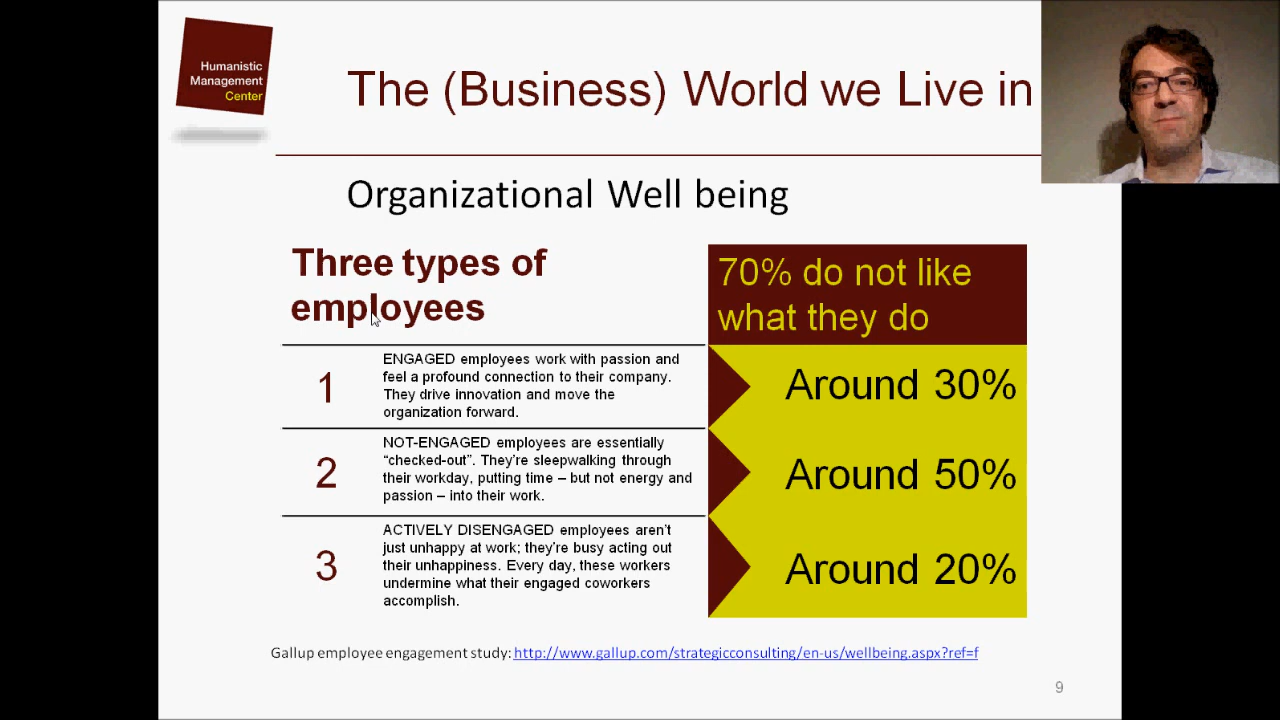 Humanistic
Management
Center
The (Business) World we Live in
Organizational Well being
Three types of
employees
70% do not like
what they do
1
ENGAGED employees work with passion and
feel a profound connection to their company.
They drive innovation and move the
organization forward.
Around 30%
2
NOT-ENGAGED employees are essentially
“checked-out”. They’re sleepwalking through
their workday, putting time – but not energy and
passion – into their work.
Around 50%
3
ACTIVELY DISENGAGED employees aren’t
just unhappy at work; they’re busy acting out
their unhappiness. Every day, these workers
undermine what their engaged coworkers
accomplish.
Around 20%
Gallup employee engagement study: http://www.gallup.com/strategicconsulting/en-us/wellbeing.aspx?ref=f
9